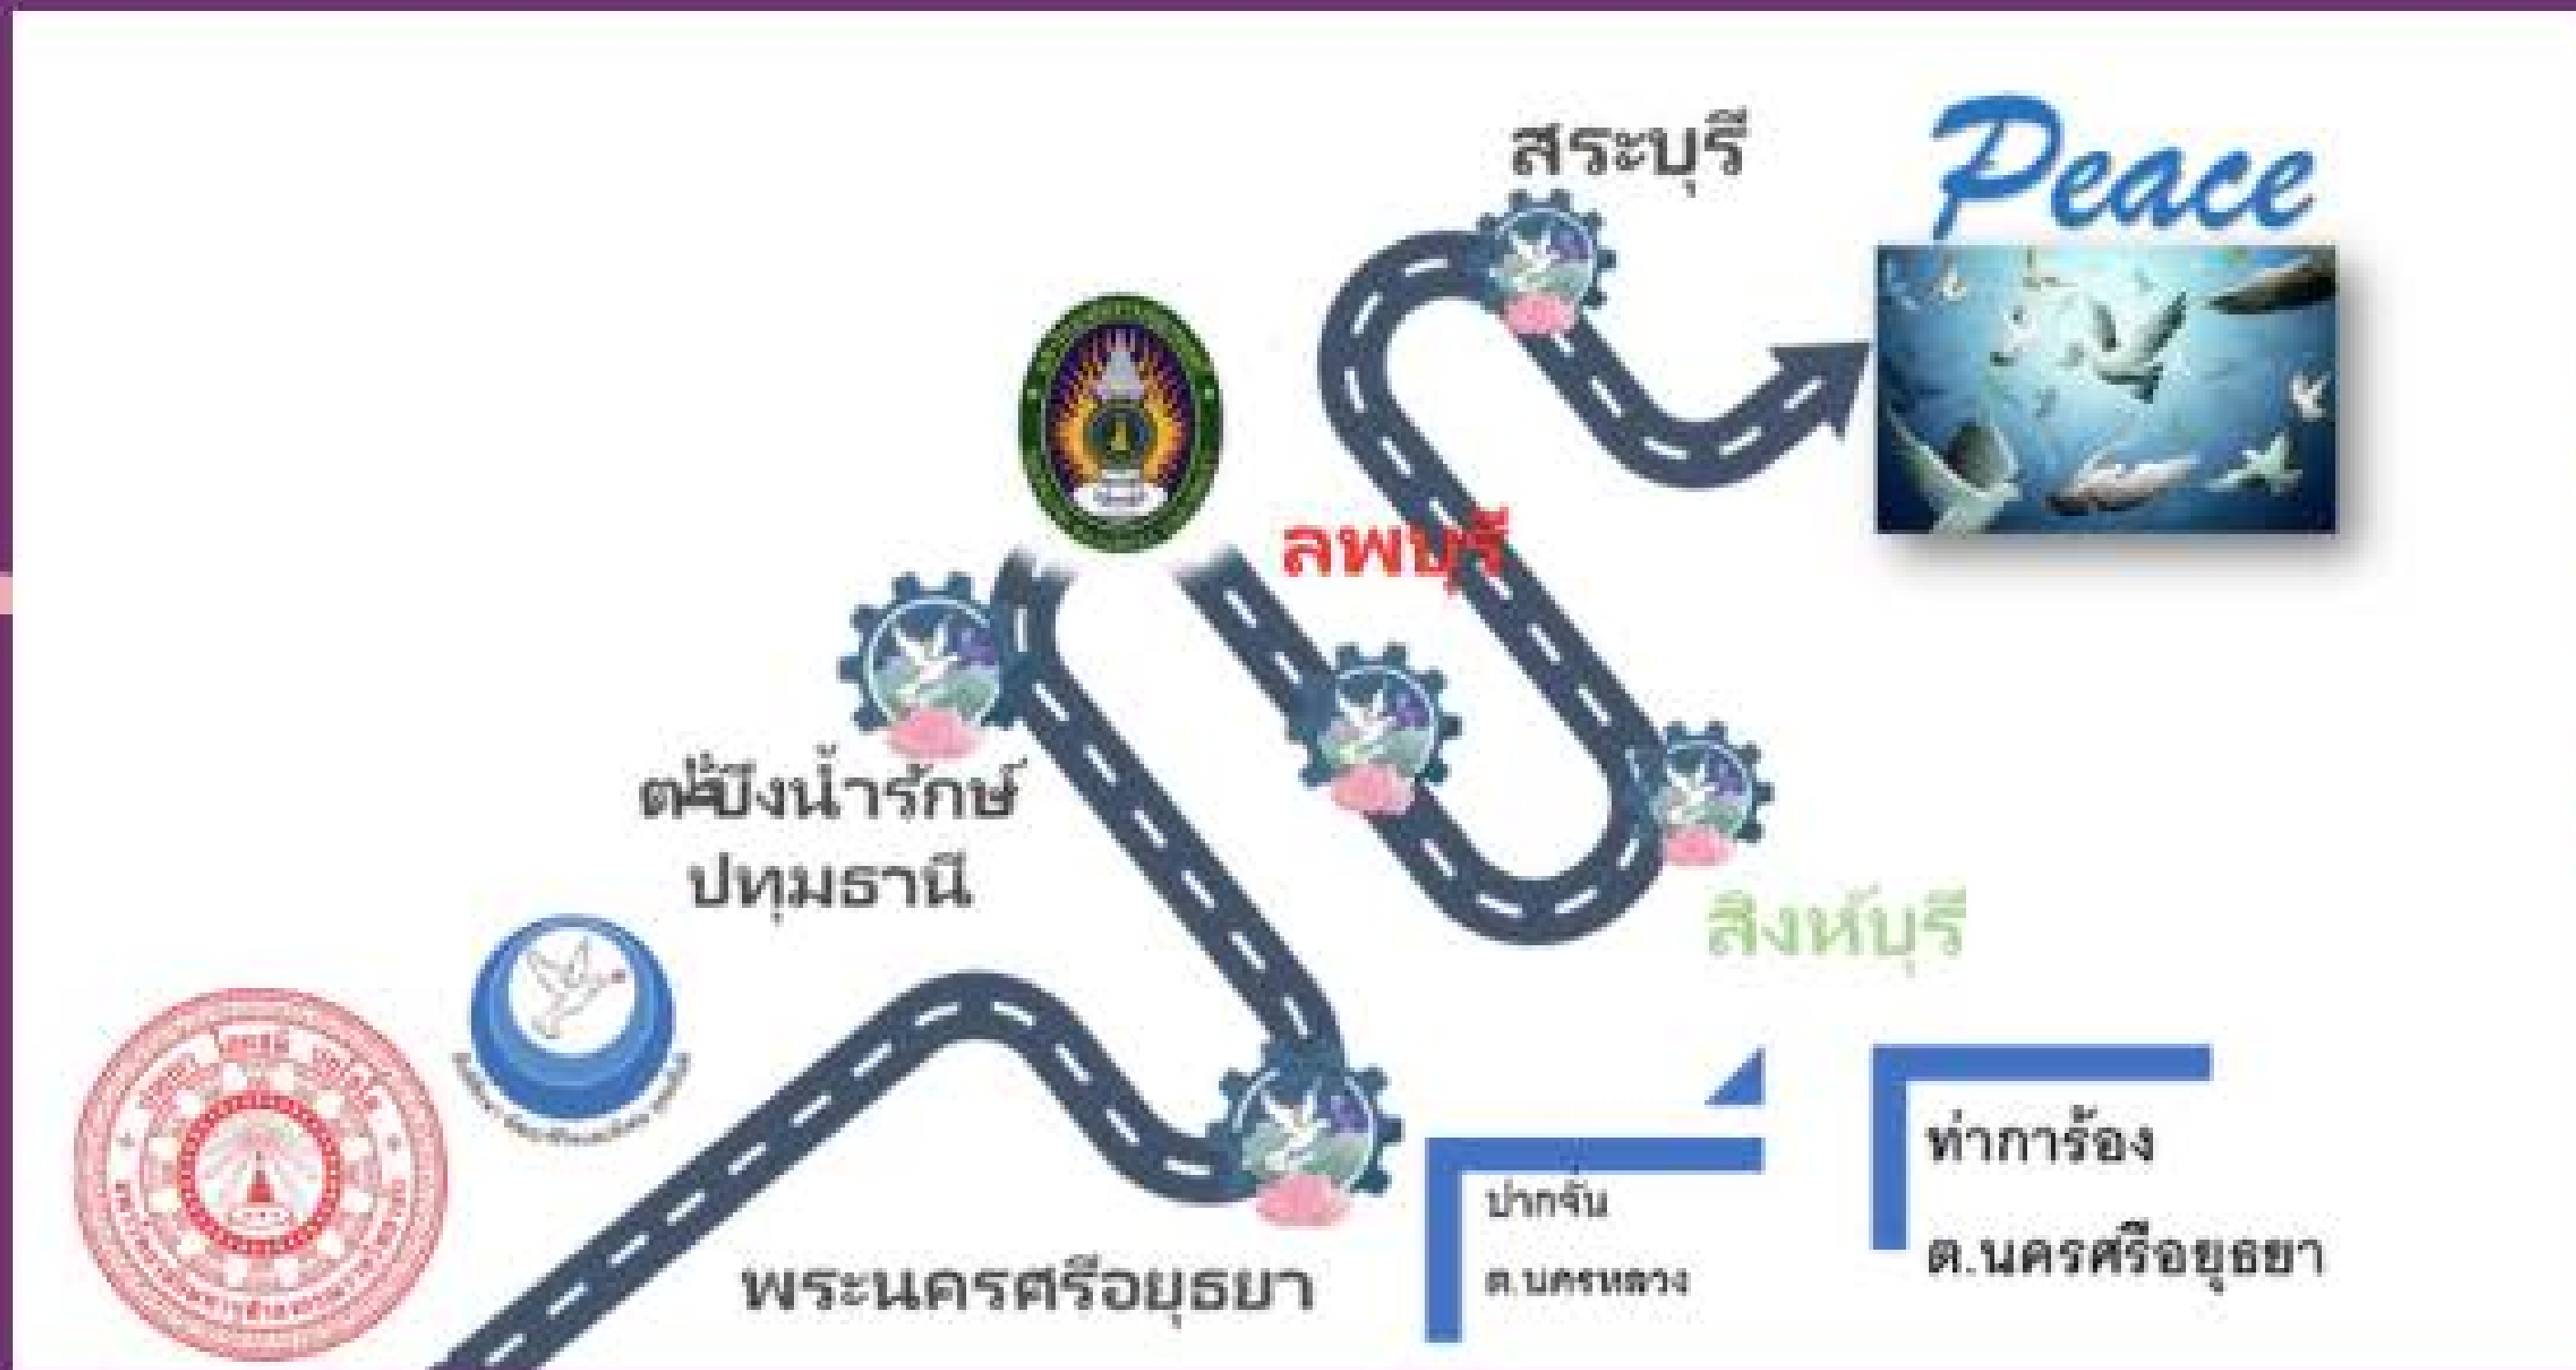 สระบุรี
Peace
ลพบุรี
บึงน้ำรักษ์
ปทุมธานี
สิงห์บุรี
พระนครศรีอยุธยา
ปากจั่น
ต.นครหลวง
ท่าการ้อง
ต.นครศรีอยุธยา